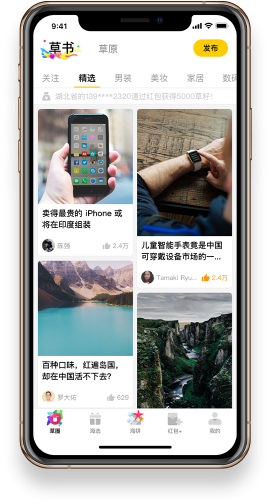 9:41
草书
草原
发布
关注 精选 男装 美妆 家居 数码
湖北省的139****2320通过红包获得5000草籽！
卖得最贵的 iPhone 或
将在印度组装
陈强
2.4万
儿童智能手表竟是中国
可穿戴设备市场的一...
Tamaki Ryu...
2.4万
百种口味，红遍岛国，
却在中国活不下去？
罗大佑
629
草圈 海选 海拼 红包+ 我的